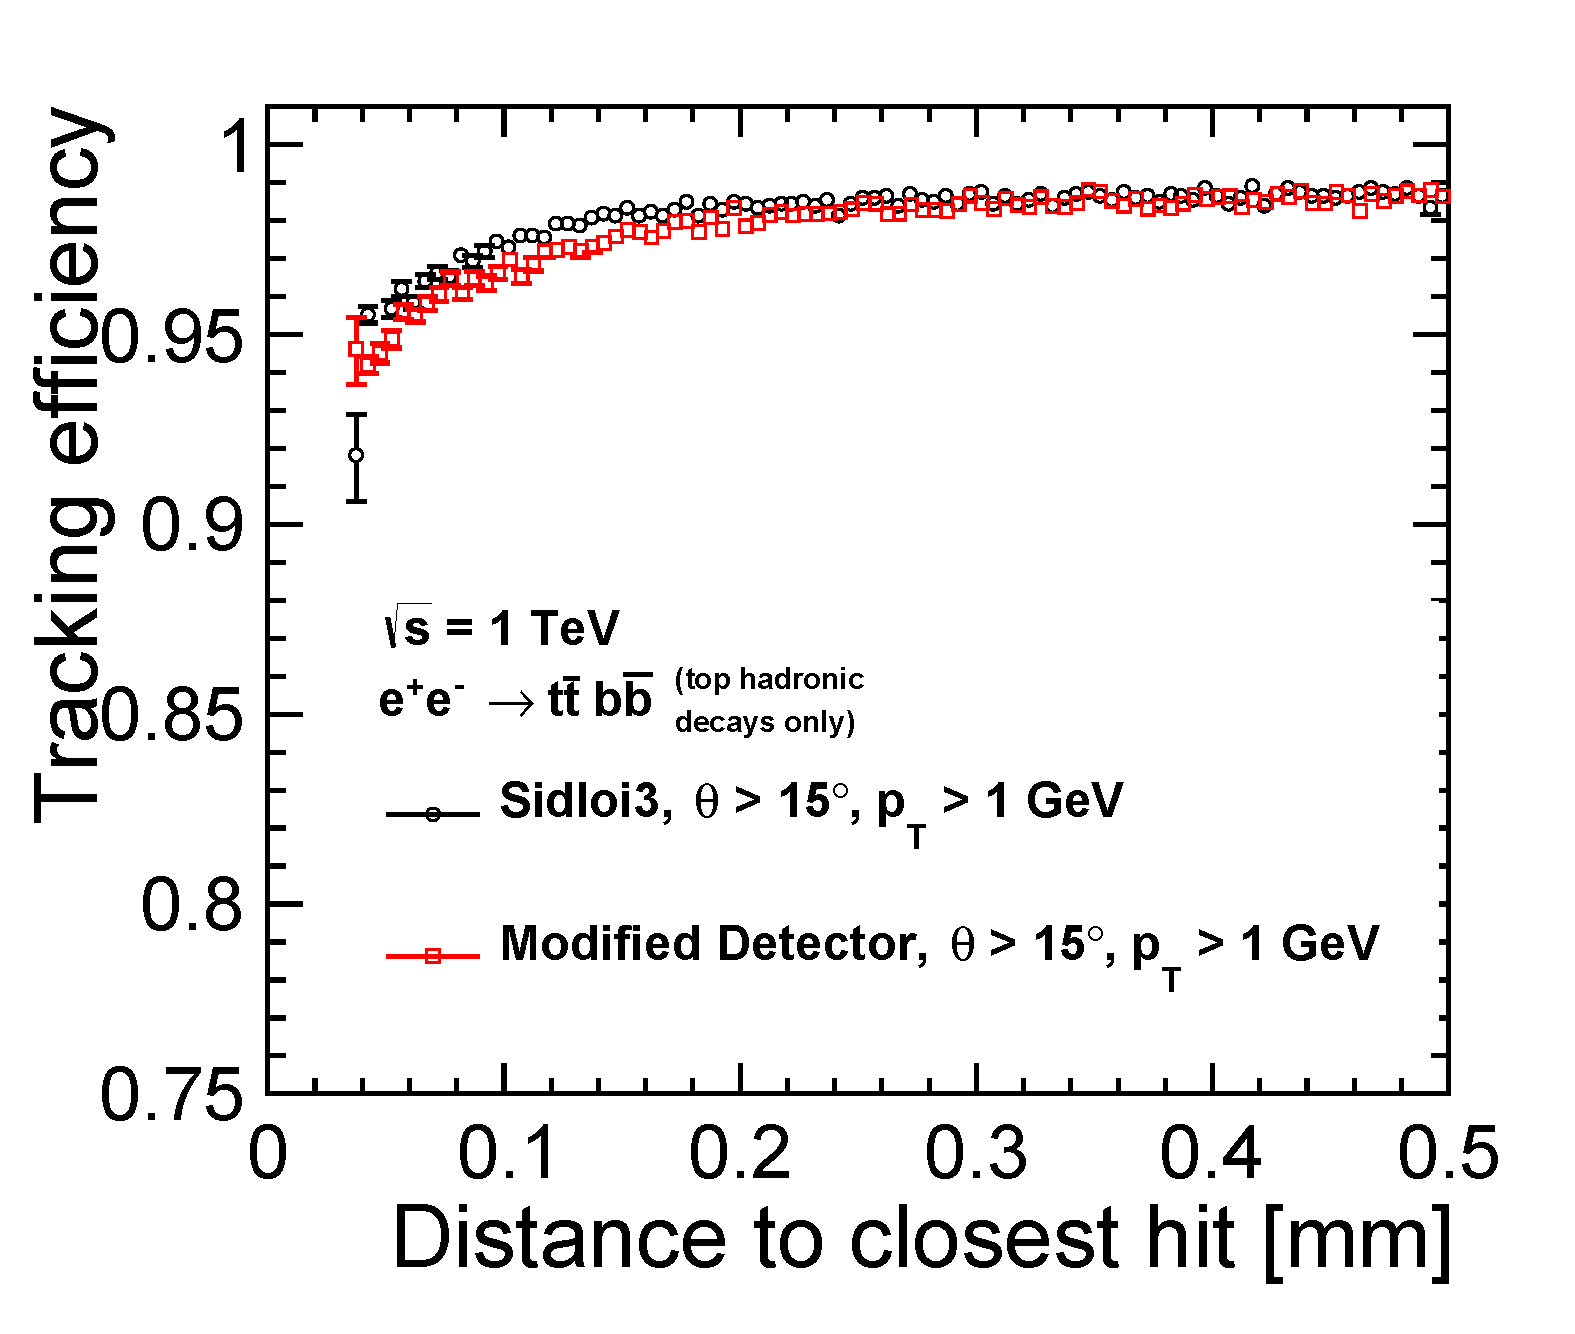 Tracking efficiency
1
0.95
0.9
0.85
0.8
0.75
√s = 1 TeV
e⁺e⁻ → tt̅ bb̅ (top hadronic
decays only)
Sidloi3, θ > 15°, p_T > 1 GeV
Modified Detector, θ > 15°, p_T > 1 GeV
0 0.1 0.2 0.3 0.4 0.5
Distance to closest hit [mm]